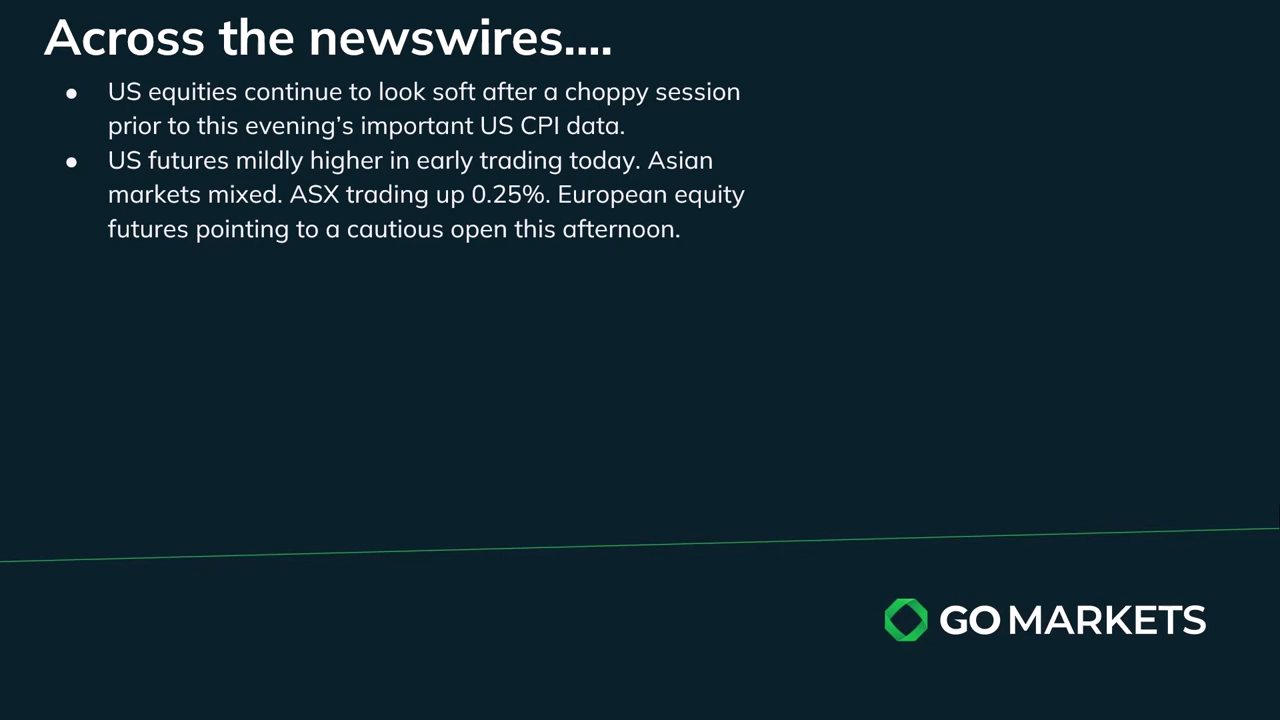 Across the newswires....
● US equities continue to look soft after a choppy session
prior to this evening’s important US CPI data.
● US futures mildly higher in early trading today. Asian
markets mixed. ASX trading up 0.25%. European equity
futures pointing to a cautious open this afternoon.
GO MARKETS